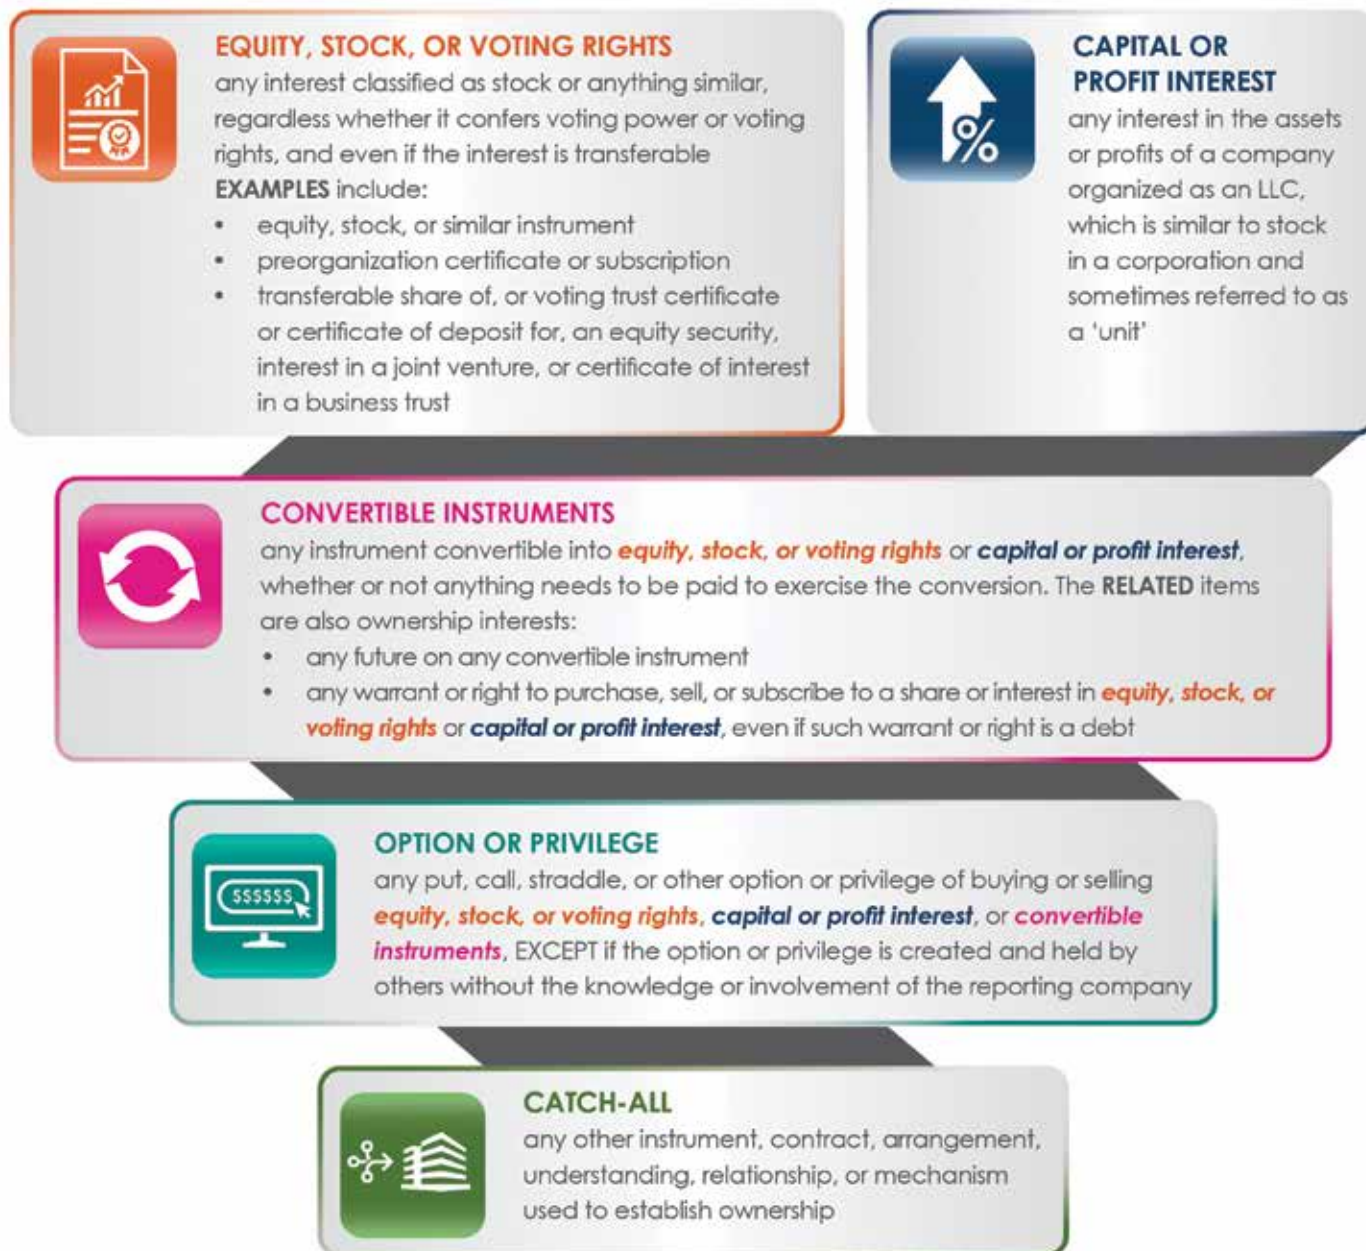 EQUITY, STOCK, OR VOTING RIGHTS
any interest classified as stock or anything similar,
regardless whether it confers voting power or voting
rights, and even if the interest is transferable
EXAMPLES include:
• equity, stock, or similar instrument
• preorganization certificate or subscription
• transferable share of, or voting trust certificate
or certificate of deposit for, an equity security,
interest in a joint venture, or certificate of interest
in a business trust
CAPITAL OR
PROFIT INTEREST
any interest in the assets
or profits of a company
organized as an LLC,
which is similar to stock
in a corporation and
sometimes referred to as
a ‘unit’
%
CONVERTIBLE INSTRUMENTS
any instrument convertible into equity, stock, or voting rights or capital or profit interest,
whether or not anything needs to be paid to exercise the conversion. The RELATED items
are also ownership interests:
• any future on any convertible instrument
• any warrant or right to purchase, sell, or subscribe to a share or interest in equity, stock, or
voting rights or capital or profit interest, even if such warrant or right is a debt
$$$$$$
OPTION OR PRIVILEGE
any put, call, straddle, or other option or privilege of buying or selling
equity, stock, or voting rights, capital or profit interest, or convertible
instruments, EXCEPT if the option or privilege is created and held by
others without the knowledge or involvement of the reporting company
CATCH-ALL
any other instrument, contract, arrangement,
understanding, relationship, or mechanism
used to establish ownership